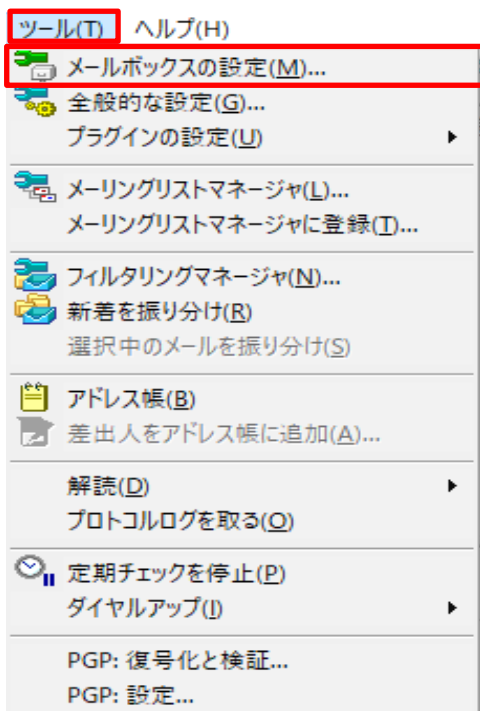 ツール(T) ヘルプ(H)
メールボックスの設定(M)...
全般的な設定(G)...
プラグインの設定(U)
メーリングリストマネージャ(L)...
メーリングリストマネージャに登録(T)...
フィルタリングマネージャ(N)...
新着を振り分け(R)
選択中のメールを振り分け(S)
アドレス帳(B)
差出人をアドレス帳に追加(A)...
解読(D)
プロトコルログを取る(O)
定期チェックを停止(P)
ダイヤルアップ(I)
PGP: 復号化と検証...
PGP: 設定...